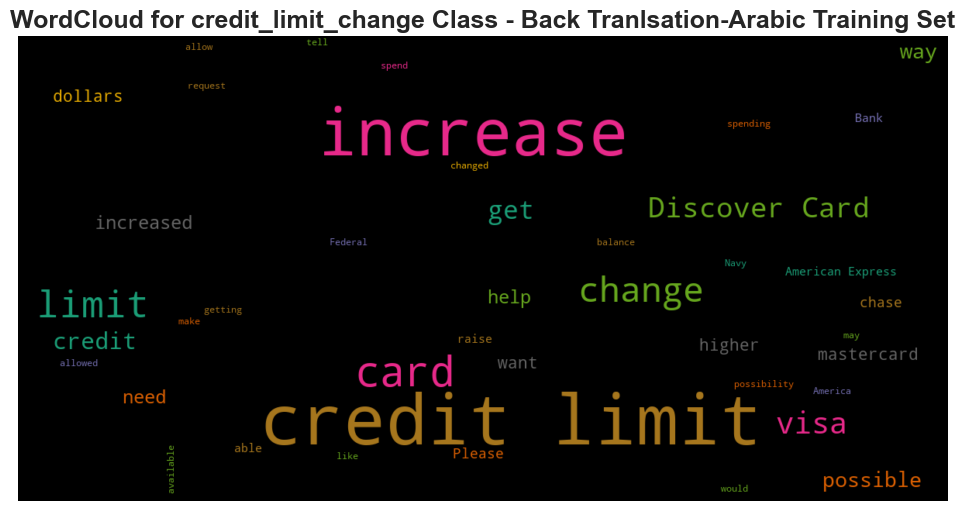 WordCloud for credit_limit_change Class - Back Tranlsation-Arabic Training Set
allow
tell
way
spend
request
dollars
increase
Bank
spending
changed
get
Discover Card
increased
Federal
balance
Navy
American Express
limit
help
change
chase
getting
make
credit
raise
may
higher
mastercard
allowed
want
card
possibility
America
need
credit limit
visa
able
like
Please
available
possible
would